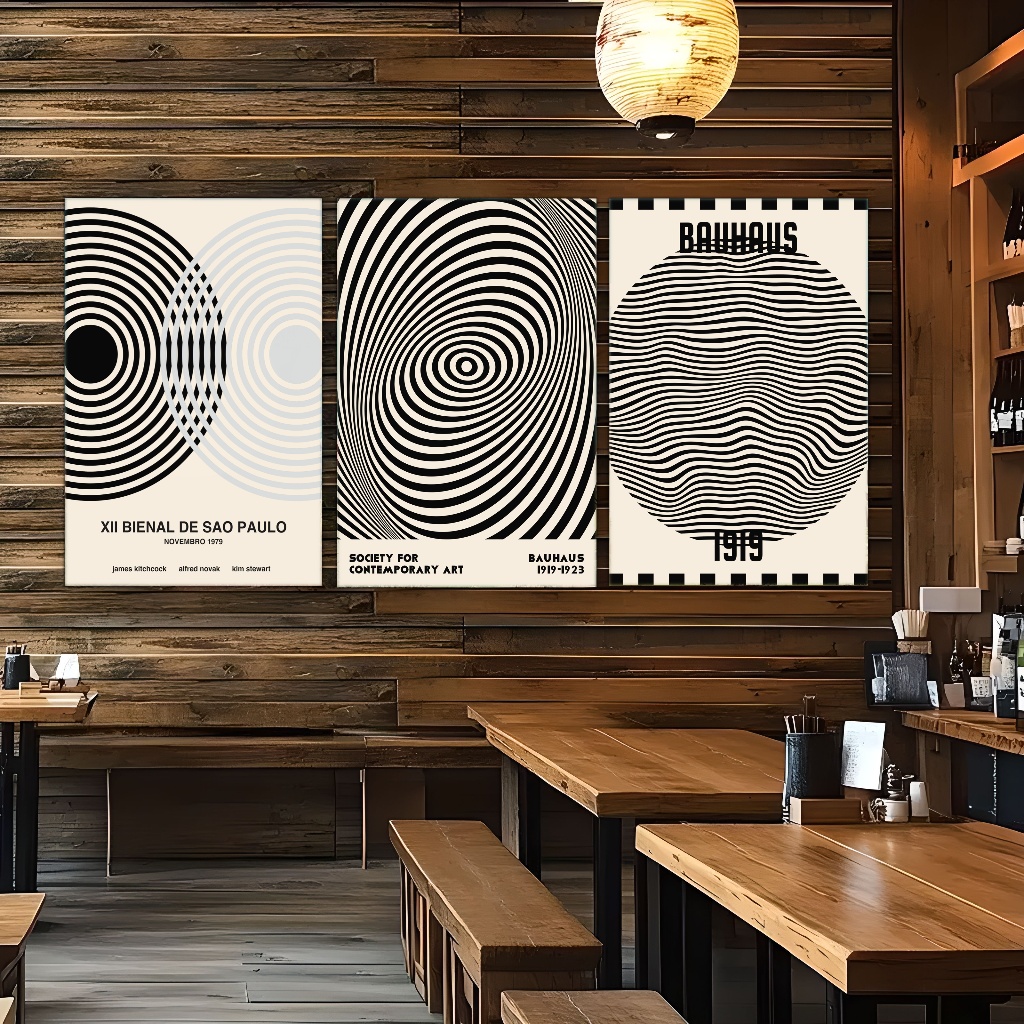 XII BIENAL DE SAO PAULO
NOVEMBRO 1979
james kitchcock alfred novak kim stewart
SOCIETY FOR
CONTEMPORARY ART
BAUHAUS
1919-1923
BAUHAUS
1919